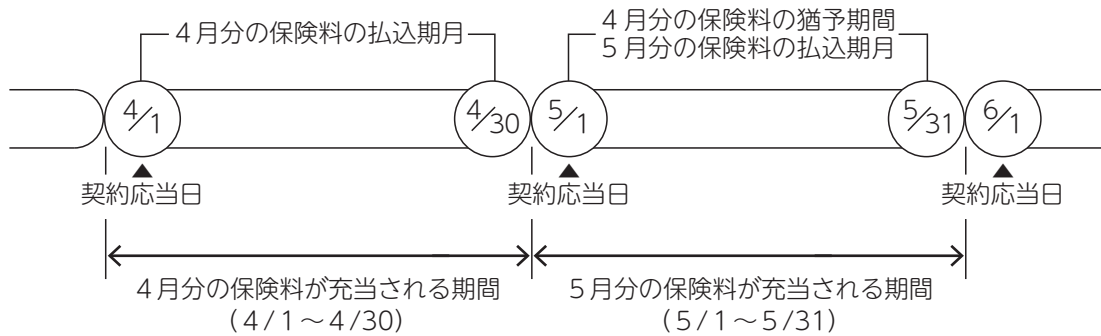 4月分の保険料の払込期月
4月分の保険料の猶予期間
5月分の保険料の払込期月
4/1
4/30
5/1
5/31
6/1
契約応当日
契約応当日
契約応当日
4月分の保険料が充当される期間
(4/1~4/30)
5月分の保険料が充当される期間
(5/1~5/31)